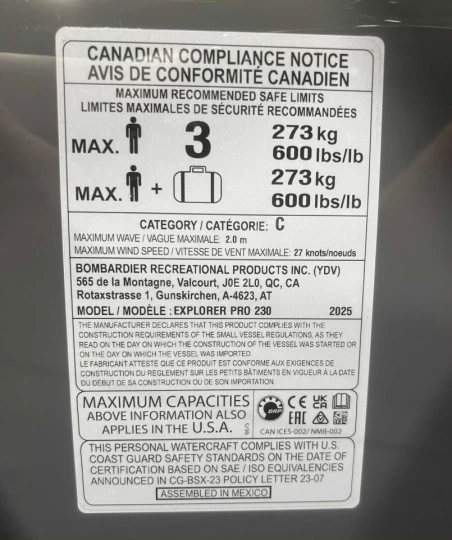 CANADIAN COMPLIANCE NOTICE
AVIS DE CONFORMITÉ CANADIEN
MAXIMUM RECOMMENDED SAFE LIMITS
LIMITES MAXIMALES DE SÉCURITÉ RECOMMANDÉES
MAX. 3 273 kg
600 lbs/lb
MAX. + 273 kg
600 lbs/lb
CATEGORY / CATÉGORIE: C
MAXIMUM WAVE / VAGUE MAXIMALE: 2.0 m
MAXIMUM WIND SPEED / VITESSE DE VENT MAXIMALE: 27 knots/noeuds
BOMBARDIER RECREATIONAL PRODUCTS INC. (YDV)
565 de la Montagne, Valcourt, J0E 2L0, QC, CA
Rotaxstrasse 1, Gunskirchen, A-4623, AT
MODEL / MODÈLE : EXPLORER PRO 230 2025
THE MANUFACTURER DECLARES THAT THIS PRODUCT COMPLIES WITH THE
CONSTRUCTION REQUIREMENTS OF THE SMALL VESSEL REGULATIONS, AS THEY
READ ON THE DAY ON WHICH THE CONSTRUCTION OF THE VESSEL WAS STARTED OR
ON THE DAY ON WHICH THE VESSEL WAS IMPORTED.
LE FABRICANT ATTESTE QUE CE PRODUIT EST CONFORME AUX EXIGENCES DE
CONSTRUCTION DU REGLEMENT SUR LES PETITS BÂTIMENTS EN VIGUEUR À LA DATE
DU DÉBUT DE SA CONSTRUCTION OU DE SON IMPORTATION.
MAXIMUM CAPACITIES
ABOVE INFORMATION ALSO
APPLIES IN THE U.S.A.
BRP CE UK CA
EAC
CAN ICES-002/ NMB-002
THIS PERSONAL WATERCRAFT COMPLIES WITH U.S.
COAST GUARD SAFETY STANDARDS ON THE DATE OF
CERTIFICATION BASED ON SAE / ISO EQUIVALENCIES
ANNOUNCED IN CG-BSX-23 POLICY LETTER 23-07
ASSEMBLED IN MEXICO